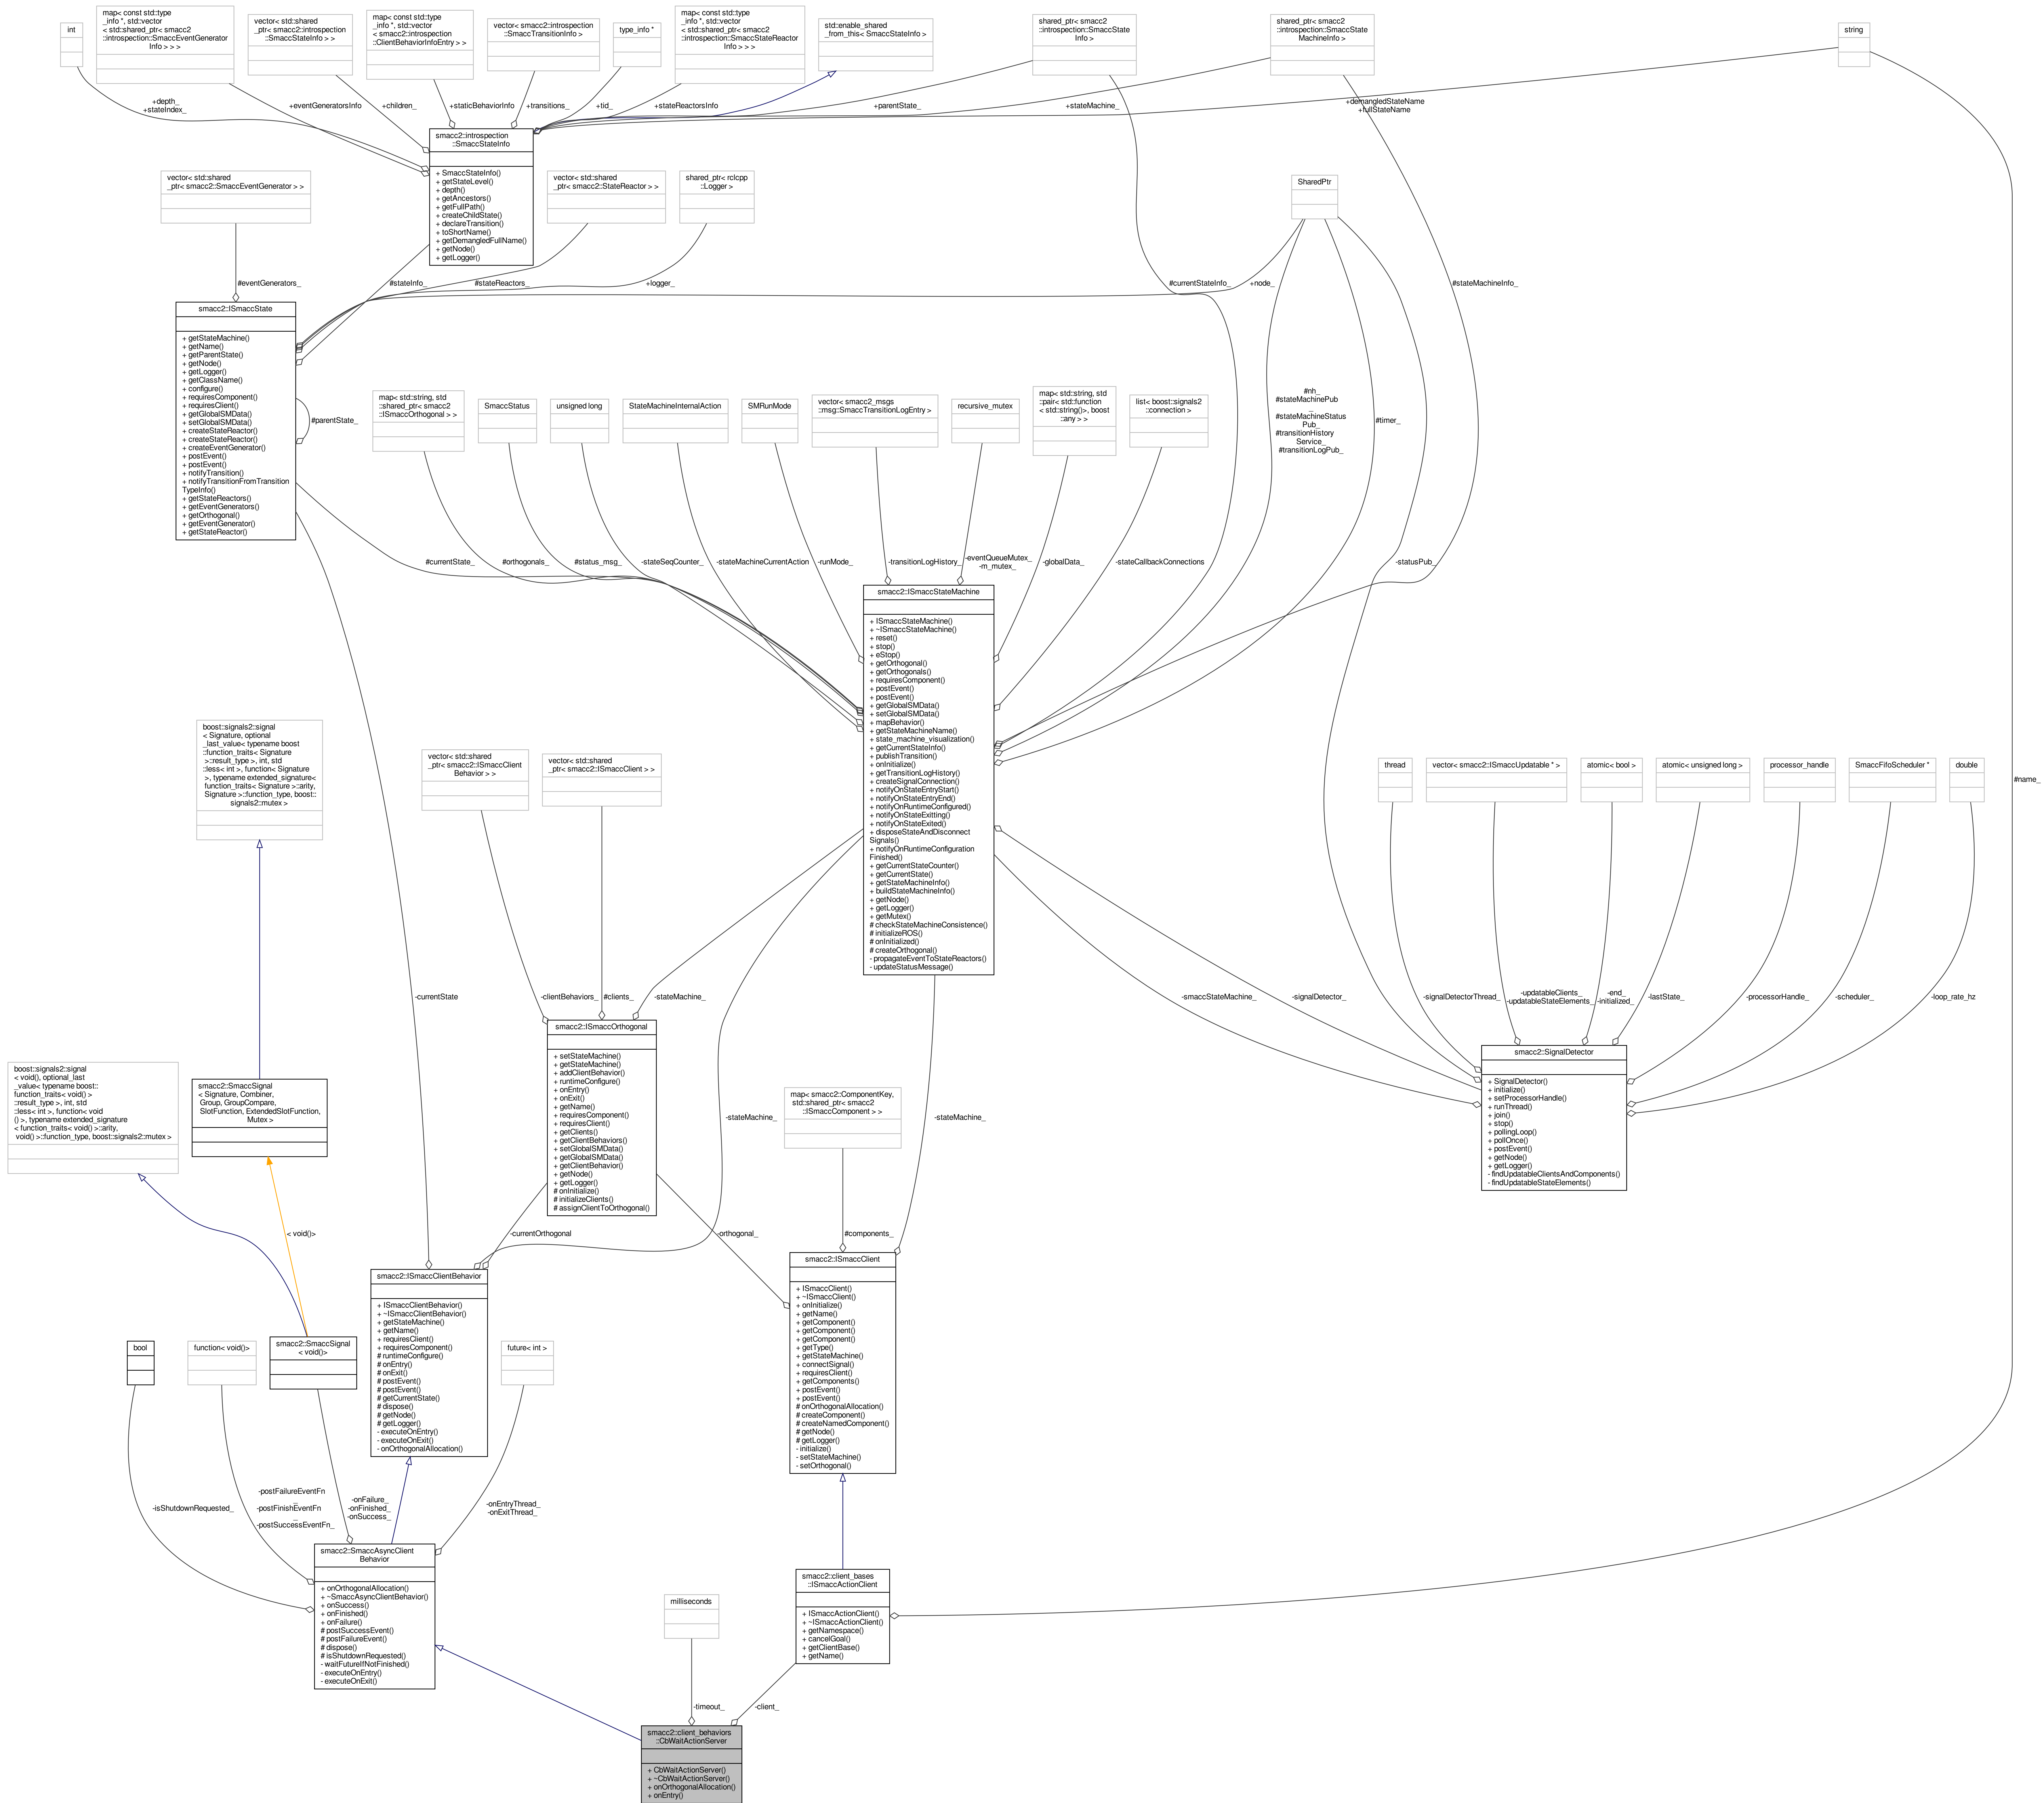 int
map< const std::type
_info *, std::vector
< std::shared_ptr< smacc2
::introspection::SmaccEventGenerator
Info > > >
vector< std::shared
_ptr< smacc2::introspection
::SmaccStateInfo > >
map< const std::type
_info *, std::vector
< smacc2::introspection
::ClientBehaviorInfoEntry > >
vector< smacc2::introspection
::SmaccTransitionInfo >
type_info *
map< const std::type
_info *, std::vector
< std::shared_ptr< smacc2
::introspection::SmaccStateReactor
Info > > >
std::enable_shared
_from_this< SmaccStateInfo >
shared_ptr< smacc2
::introspection::SmaccState
Info >
shared_ptr< smacc2
::introspection::SmaccState
MachineInfo >
string
+depth_
+stateIndex_
+eventGeneratorsInfo
+children_
+staticBehaviorInfo
+transitions_
+tid_
+stateReactorsInfo
+parentState_
+stateMachine_
+demangledStateName
+fullStateName
smacc2::introspection
::SmaccStateInfo
+ SmaccStateInfo()
+ getStateLevel()
+ depth()
+ getAncestors()
+ getFullPath()
+ createChildState()
+ declareTransition()
+ toShortName()
+ getDemangledFullName()
+ getNode()
+ getLogger()
vector< std::shared
_ptr< smacc2::SmaccEventGenerator > >
vector< std::shared
_ptr< smacc2::StateReactor > >
shared_ptr< rclcpp
::Logger >
SharedPtr
#eventGenerators_
#stateInfo_
#stateReactors_
+logger_
#currentStateInfo_
+node_
#stateMachineInfo_
smacc2::ISmaccState
+ getStateMachine()
+ getName()
+ getParentState()
+ getNode()
+ getLogger()
+ getClassName()
+ configure()
+ requiresComponent()
+ requiresClient()
+ getGlobalSMData()
+ setGlobalSMData()
+ createStateReactor()
+ createStateReactor()
+ createEventGenerator()
+ postEvent()
+ postEvent()
+ notifyTransition()
+ notifyTransitionFromTransition
TypeInfo()
+ getStateReactors()
+ getEventGenerators()
+ getOrthogonal()
+ getEventGenerator()
+ getStateReactor()
#parentState_
map< std::string, std
::shared_ptr< smacc2
::ISmaccOrthogonal > >
SmaccStatus
unsigned long
StateMachineInternalAction
SMRunMode
vector< smacc2_msgs
::msg::SmaccTransitionLogEntry >
recursive_mutex
map< std::string, std
::pair< std::function
< std::string()>, boost
::any > >
list< boost::signals2
::connection >
#nh_
#stateMachinePub
_
#stateMachineStatus
Pub_
#transitionHistory
Service_
#transitionLogPub_
#timer_
#currentState_
#orthogonals_
#status_msg_
-stateSeqCounter_
-stateMachineCurrentAction
-runMode_
-transitionLogHistory_
-eventQueueMutex_
-m_mutex_
-globalData_
-stateCallbackConnections
-statusPub_
smacc2::ISmaccStateMachine
+ ISmaccStateMachine()
+ ~ISmaccStateMachine()
+ reset()
+ stop()
+ eStop()
+ getOrthogonal()
+ getOrthogonals()
+ requiresComponent()
+ postEvent()
+ postEvent()
+ getGlobalSMData()
+ setGlobalSMData()
+ mapBehavior()
+ getStateMachineName()
+ state_machine_visualization()
+ getCurrentStateInfo()
+ publishTransition()
+ onInitialize()
+ getTransitionLogHistory()
+ createSignalConnection()
+ notifyOnStateEntryStart()
+ notifyOnStateEntryEnd()
+ notifyOnRuntimeConfigured()
+ notifyOnStateExitting()
+ notifyOnStateExited()
+ disposeStateAndDisconnect
Signals()
+ notifyOnRuntimeConfiguration
Finished()
+ getCurrentStateCounter()
+ getCurrentState()
+ getStateMachineInfo()
+ buildStateMachineInfo()
+ getNode()
+ getLogger()
+ getMutex()
# checkStateMachineConsistence()
# initializeROS()
# onInitialized()
# createOrthogonal()
- propagateEventToStateReactors()
- updateStatusMessage()
boost::signals2::signal
< Signature, optional
_last_value< typename boost
::function_traits< Signature
>::result_type >, int, std
::less< int >, function< Signature
>, typename extended_signature<
function_traits< Signature >::arity,
Signature >::function_type, boost::
signals2::mutex >
vector< std::shared
_ptr< smacc2::ISmaccClient
Behavior > >
vector< std::shared
_ptr< smacc2::ISmaccClient > >
thread
vector< smacc2::ISmaccUpdatable * >
atomic< bool >
atomic< unsigned long >
processor_handle
SmaccFifoScheduler *
double
#name_
-currentState
-clientBehaviors_
#clients_
-stateMachine_
-smaccStateMachine_
-signalDetector_
-signalDetectorThread_
-updatableClients_
-updatableStateElements_
-end_
-initialized_
-lastState_
-processorHandle_
-scheduler_
-loop_rate_hz
smacc2::ISmaccOrthogonal
+ setStateMachine()
+ getStateMachine()
+ addClientBehavior()
+ runtimeConfigure()
+ onEntry()
+ onExit()
+ getName()
+ requiresComponent()
+ requiresClient()
+ getClients()
+ getClientBehaviors()
+ setGlobalSMData()
+ getGlobalSMData()
+ getClientBehavior()
+ getNode()
+ getLogger()
# onInitialize()
# initializeClients()
# assignClientToOrthogonal()
smacc2::SignalDetector
+ SignalDetector()
+ initialize()
+ setProcessorHandle()
+ runThread()
+ join()
+ stop()
+ pollingLoop()
+ pollOnce()
+ postEvent()
+ getNode()
+ getLogger()
- findUpdatableClientsAndComponents()
- findUpdatableStateElements()
boost::signals2::signal
< void(), optional_last
_value< typename boost::
function_traits< void() >
::result_type >, int, std
::less< int >, function< void
() >, typename extended_signature
< function_traits< void() >::arity,
void() >::function_type, boost::signals2::mutex >
smacc2::SmaccSignal
< Signature, Combiner,
Group, GroupCompare,
SlotFunction, ExtendedSlotFunction,
Mutex >
map< smacc2::ComponentKey,
std::shared_ptr< smacc2
::ISmaccComponent > >
-stateMachine_
-stateMachine_
< void()>
-currentOrthogonal
-orthogonal_
#components_
smacc2::ISmaccClientBehavior
+ ISmaccClientBehavior()
+ ~ISmaccClientBehavior()
+ getStateMachine()
+ getName()
+ requiresClient()
+ requiresComponent()
# runtimeConfigure()
# onEntry()
# onExit()
# postEvent()
# postEvent()
# getCurrentState()
# dispose()
# getNode()
# getLogger()
- executeOnEntry()
- executeOnExit()
- onOrthogonalAllocation()
smacc2::ISmaccClient
+ ISmaccClient()
+ ~ISmaccClient()
+ onInitialize()
+ getName()
+ getComponent()
+ getComponent()
+ getComponent()
+ getType()
+ getStateMachine()
+ connectSignal()
+ requiresClient()
+ getComponents()
+ postEvent()
+ postEvent()
# onOrthogonalAllocation()
# createComponent()
# createNamedComponent()
# getNode()
# getLogger()
- initialize()
- setStateMachine()
- setOrthogonal()
bool
function< void()>
smacc2::SmaccSignal
< void()>
future< int >
-isShutdownRequested_
-postFailureEventFn
_
-postFinishEventFn
_
-postSuccessEventFn_
-onFailure_
-onFinished_
-onSuccess_
-onEntryThread_
-onExitThread_
smacc2::SmaccAsyncClient
Behavior
+ onOrthogonalAllocation()
+ ~SmaccAsyncClientBehavior()
+ onSuccess()
+ onFinished()
+ onFailure()
# postSuccessEvent()
# postFailureEvent()
# dispose()
# isShutdownRequested()
- waitFutureIfNotFinished()
- executeOnEntry()
- executeOnExit()
milliseconds
smacc2::client_bases
::ISmaccActionClient
+ ISmaccActionClient()
+ ~ISmaccActionClient()
+ getNamespace()
+ cancelGoal()
+ getClientBase()
+ getName()
-timeout_
-client_
smacc2::client_behaviors
::CbWaitActionServer
+ CbWaitActionServer()
+ ~CbWaitActionServer()
+ onOrthogonalAllocation()
+ onEntry()